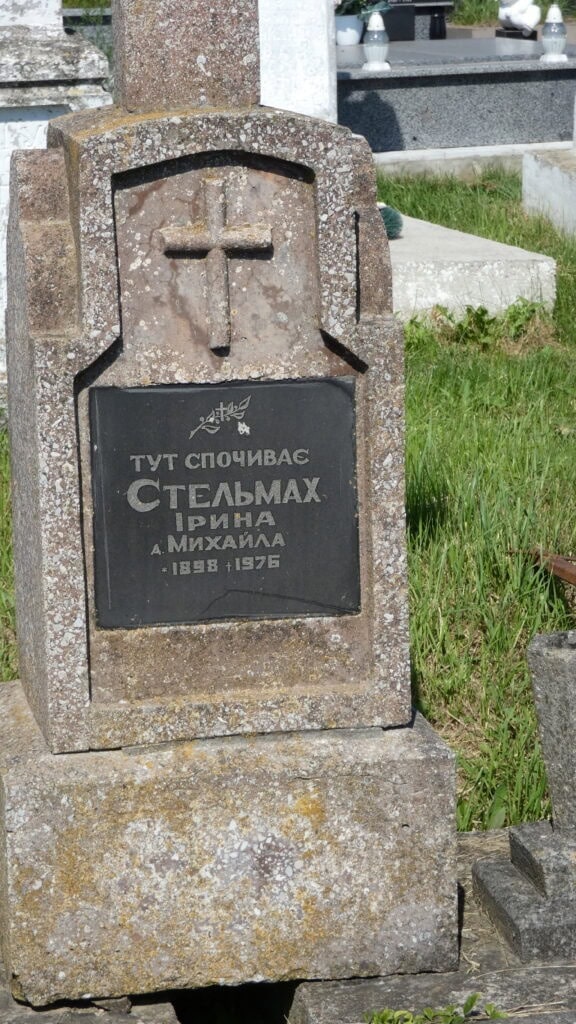 ТУТ СПОЧИВАЄ
СТЕЛЬМАХ
ІРИНА
д. МИХАЙЛА
* 1898 † 1976